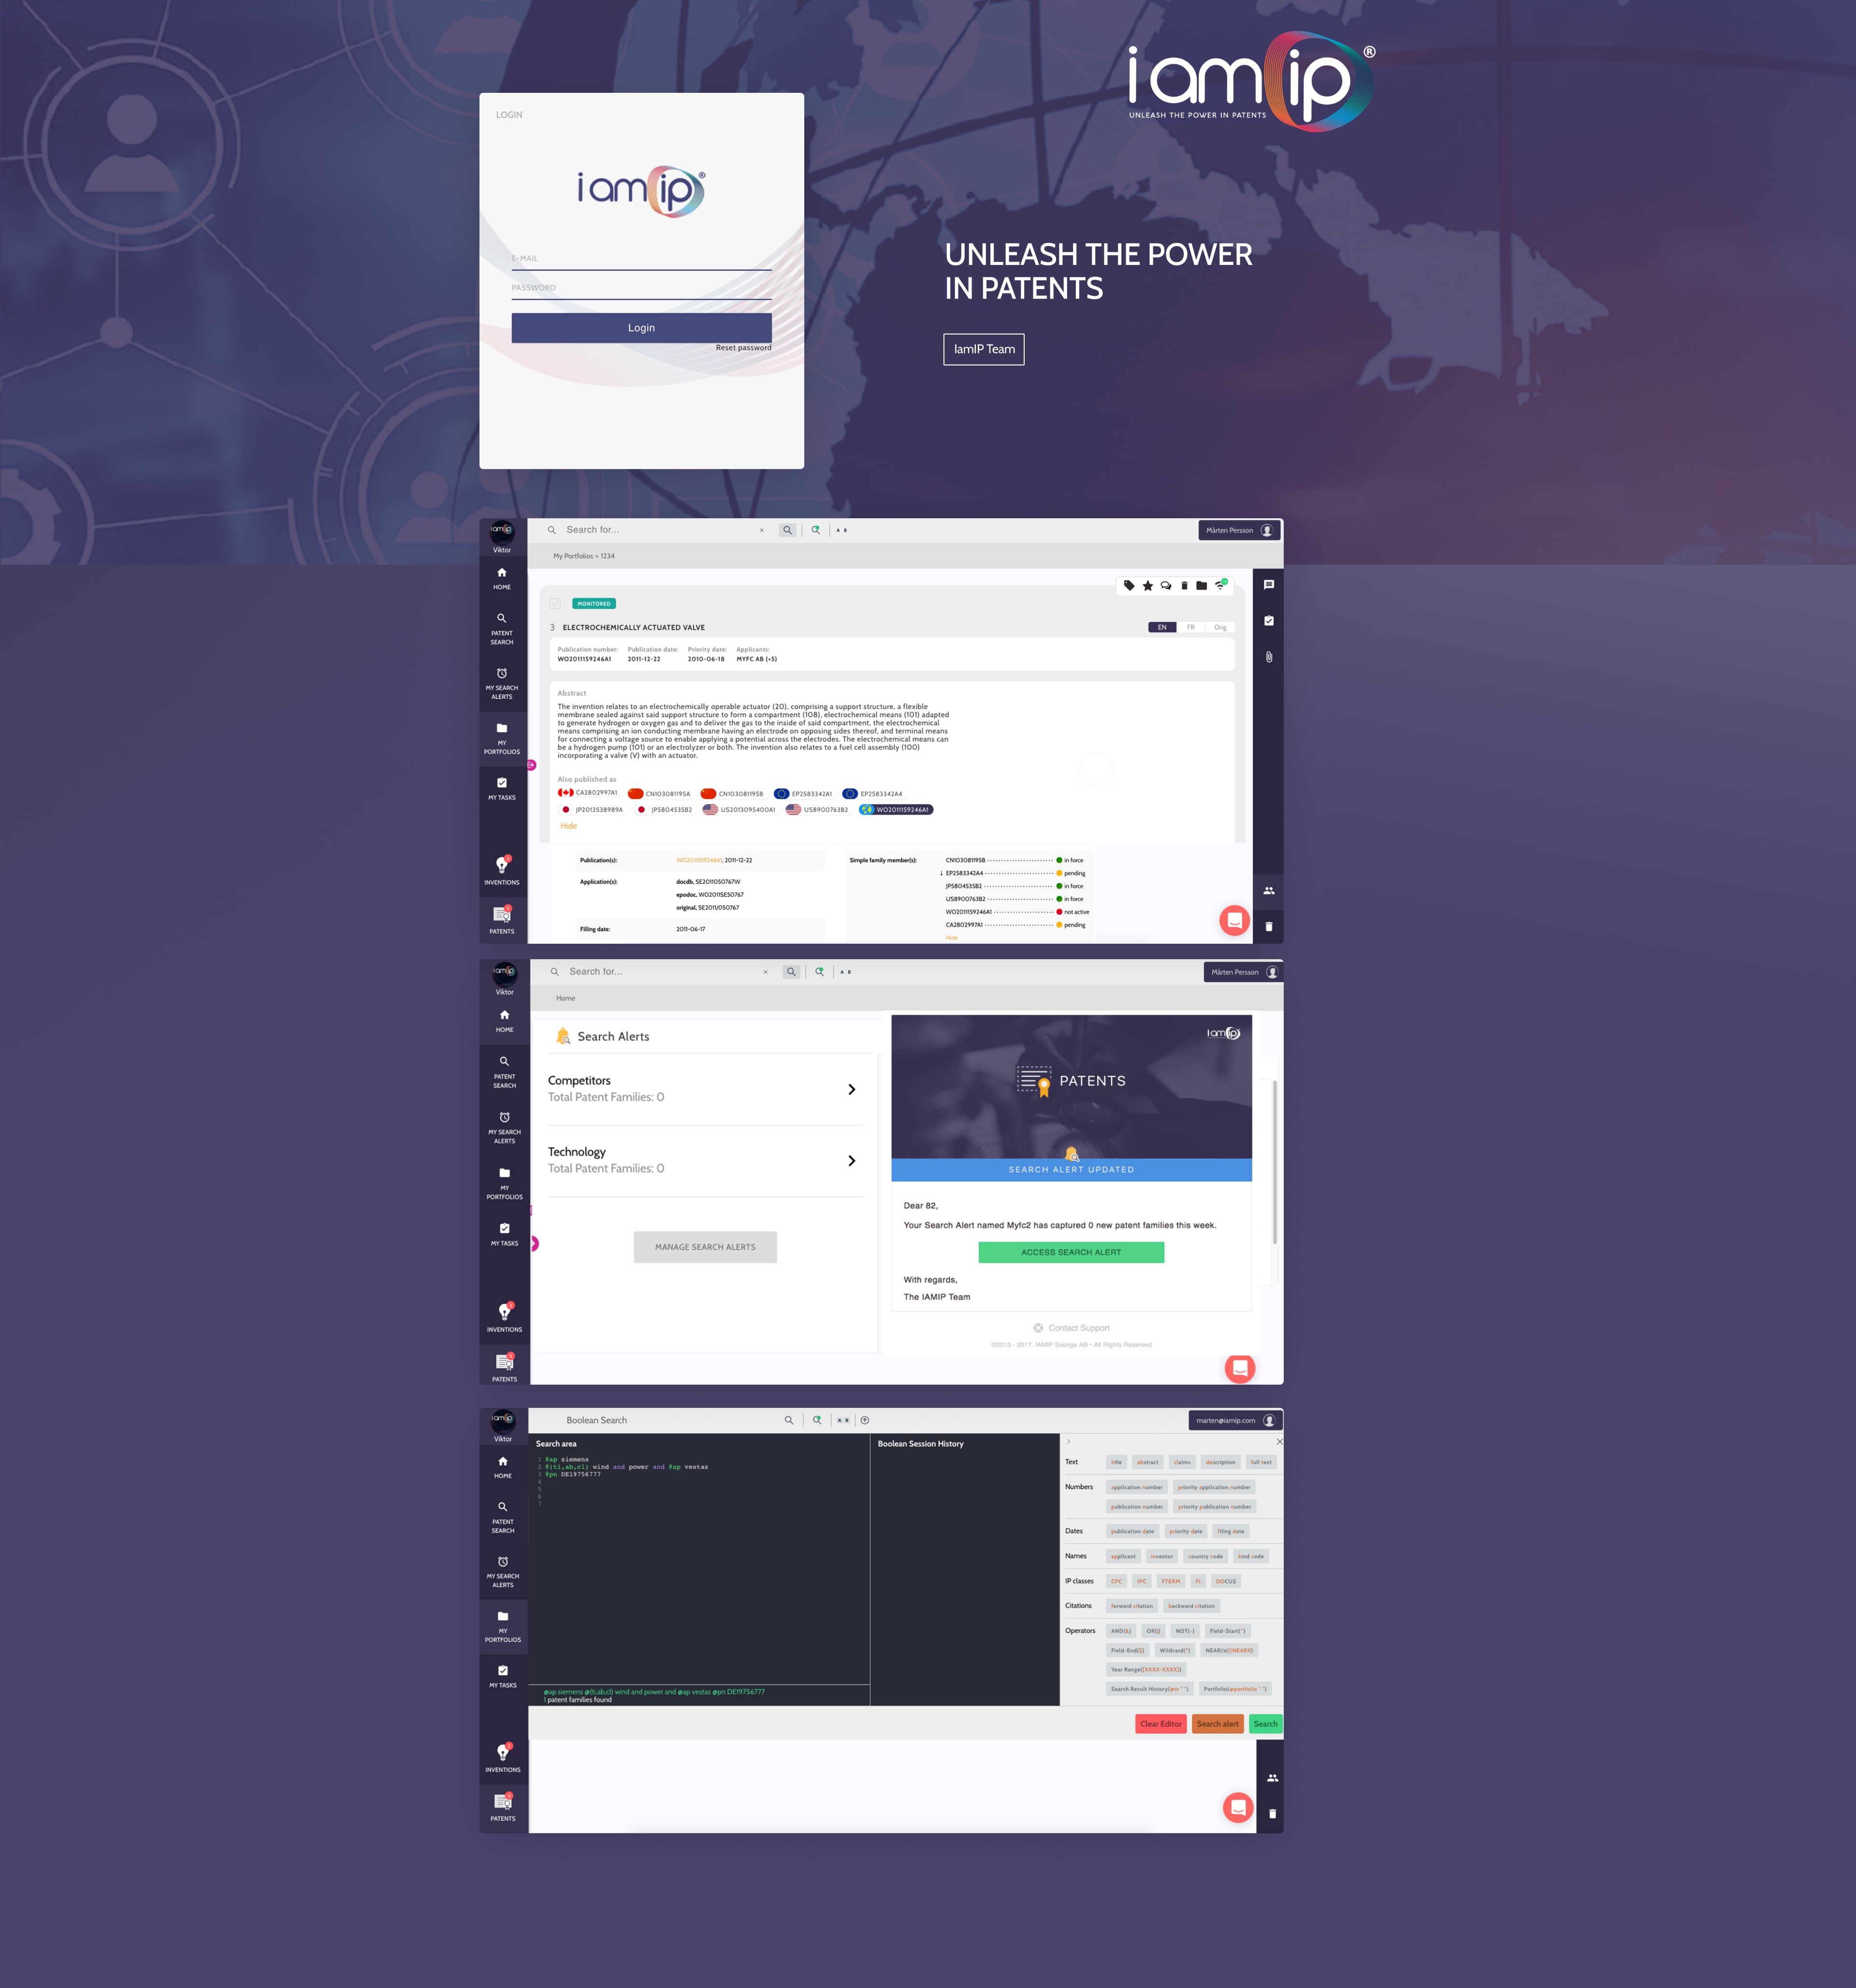 iamip®
UNLEASH THE POWER IN PATENTS
LOGIN
iamip®
E-MAIL
PASSWORD
Login
Reset password
UNLEASH THE POWER
IN PATENTS
IamIP Team
iamip
Viktor
HOME
PATENT
SEARCH
MY SEARCH
ALERTS
MY
PORTFOLIOS
MY TASKS
INVENTIONS
PATENTS
Search for...
× A B
Mårten Persson
My Portfolios > 1234
MONITORED
3 ELECTROCHEMICALLY ACTUATED VALVE
EN FR Orig
Publication number: Publication date: Priority date: Applicants:
WO2011159246A1 2011-12-22 2010-06-18 MYFC AB (+5)
Abstract
The invention relates to an electrochemically operable actuator (20), comprising a support structure, a flexible
membrane sealed against said support structure to form a compartment (108), electrochemical means (101) adapted
to generate hydrogen or oxygen gas and to deliver the gas to the inside of said compartment, the electrochemical
means comprising an ion conducting membrane having an electrode on opposing sides thereof, and terminal means
for connecting a voltage source to enable applying a potential across the electrodes. The electrochemical means can
be a hydrogen pump (101) or an electrolyzer or both. The invention also relates to a fuel cell assembly (100)
incorporating a valve (V) with an actuator.
Also published as
CA2802997A1 CN103081195A CN103081195B EP2583342A1 EP2583342A4
JP2013538989A JP5804535B2 US2013095400A1 US8900763B2 WO2011159246A1
Hide
Publication(s): WO2011159246A1, 2011-12-22
Application(s): docdb, SE2011050767W
epodoc, WO2011SE50767
original, SE2011/050767
Filling date: 2011-06-17
Simple family member(s): CN103081195B in force
↓ EP2583342A4 pending
JP5804535B2 in force
US8900763B2 in force
WO2011159246A1 not active
CA2802997A1 pending
Hide
iamip
Viktor
HOME
PATENT
SEARCH
MY SEARCH
ALERTS
MY
PORTFOLIOS
MY TASKS
INVENTIONS
PATENTS
Search for...
× A B
Mårten Persson
Home
Search Alerts
Competitors
Total Patent Families: 0
Technology
Total Patent Families: 0
MANAGE SEARCH ALERTS
iamip
PATENTS
SEARCH ALERT UPDATED
Dear 82,
Your Search Alert named Myfc2 has captured 0 new patent families this week.
ACCESS SEARCH ALERT
With regards,
The IAMIP Team
Contact Support
©2013 - 2017, IAMIP Sverige AB • All Rights Reserved
iamip
Viktor
HOME
PATENT
SEARCH
MY SEARCH
ALERTS
MY
PORTFOLIOS
MY TASKS
INVENTIONS
PATENTS
Boolean Search
A B
marten@iamip.com
Search area
1 @ap siemens
2 @(ti,ab,cl) wind and power and @ap vestas
3 @pn DE19756777
4
5
6
7
@ap siemens @(ti,ab,cl) wind and power and @ap vestas @pn DE19756777
1 patent families found
Boolean Session History
Text title abstract claims description full text
Numbers application number priority application number
publication number priority publication number
Dates publication date priority date filing date
Names applicant inventor country code kind code
IP classes CPC IPC FTERM FI DOCUS
Citations forward citation backward citation
Operators AND(&) OR(|) NOT(-) Field-Start(^)
Field-End($) Wildcard(*) NEAR/x(|NEARX)
Year Range([XXXX-XXXX])
Search Result History(@sr " ") Portfolio(@portfolio " ")
Clear Editor Search alert Search